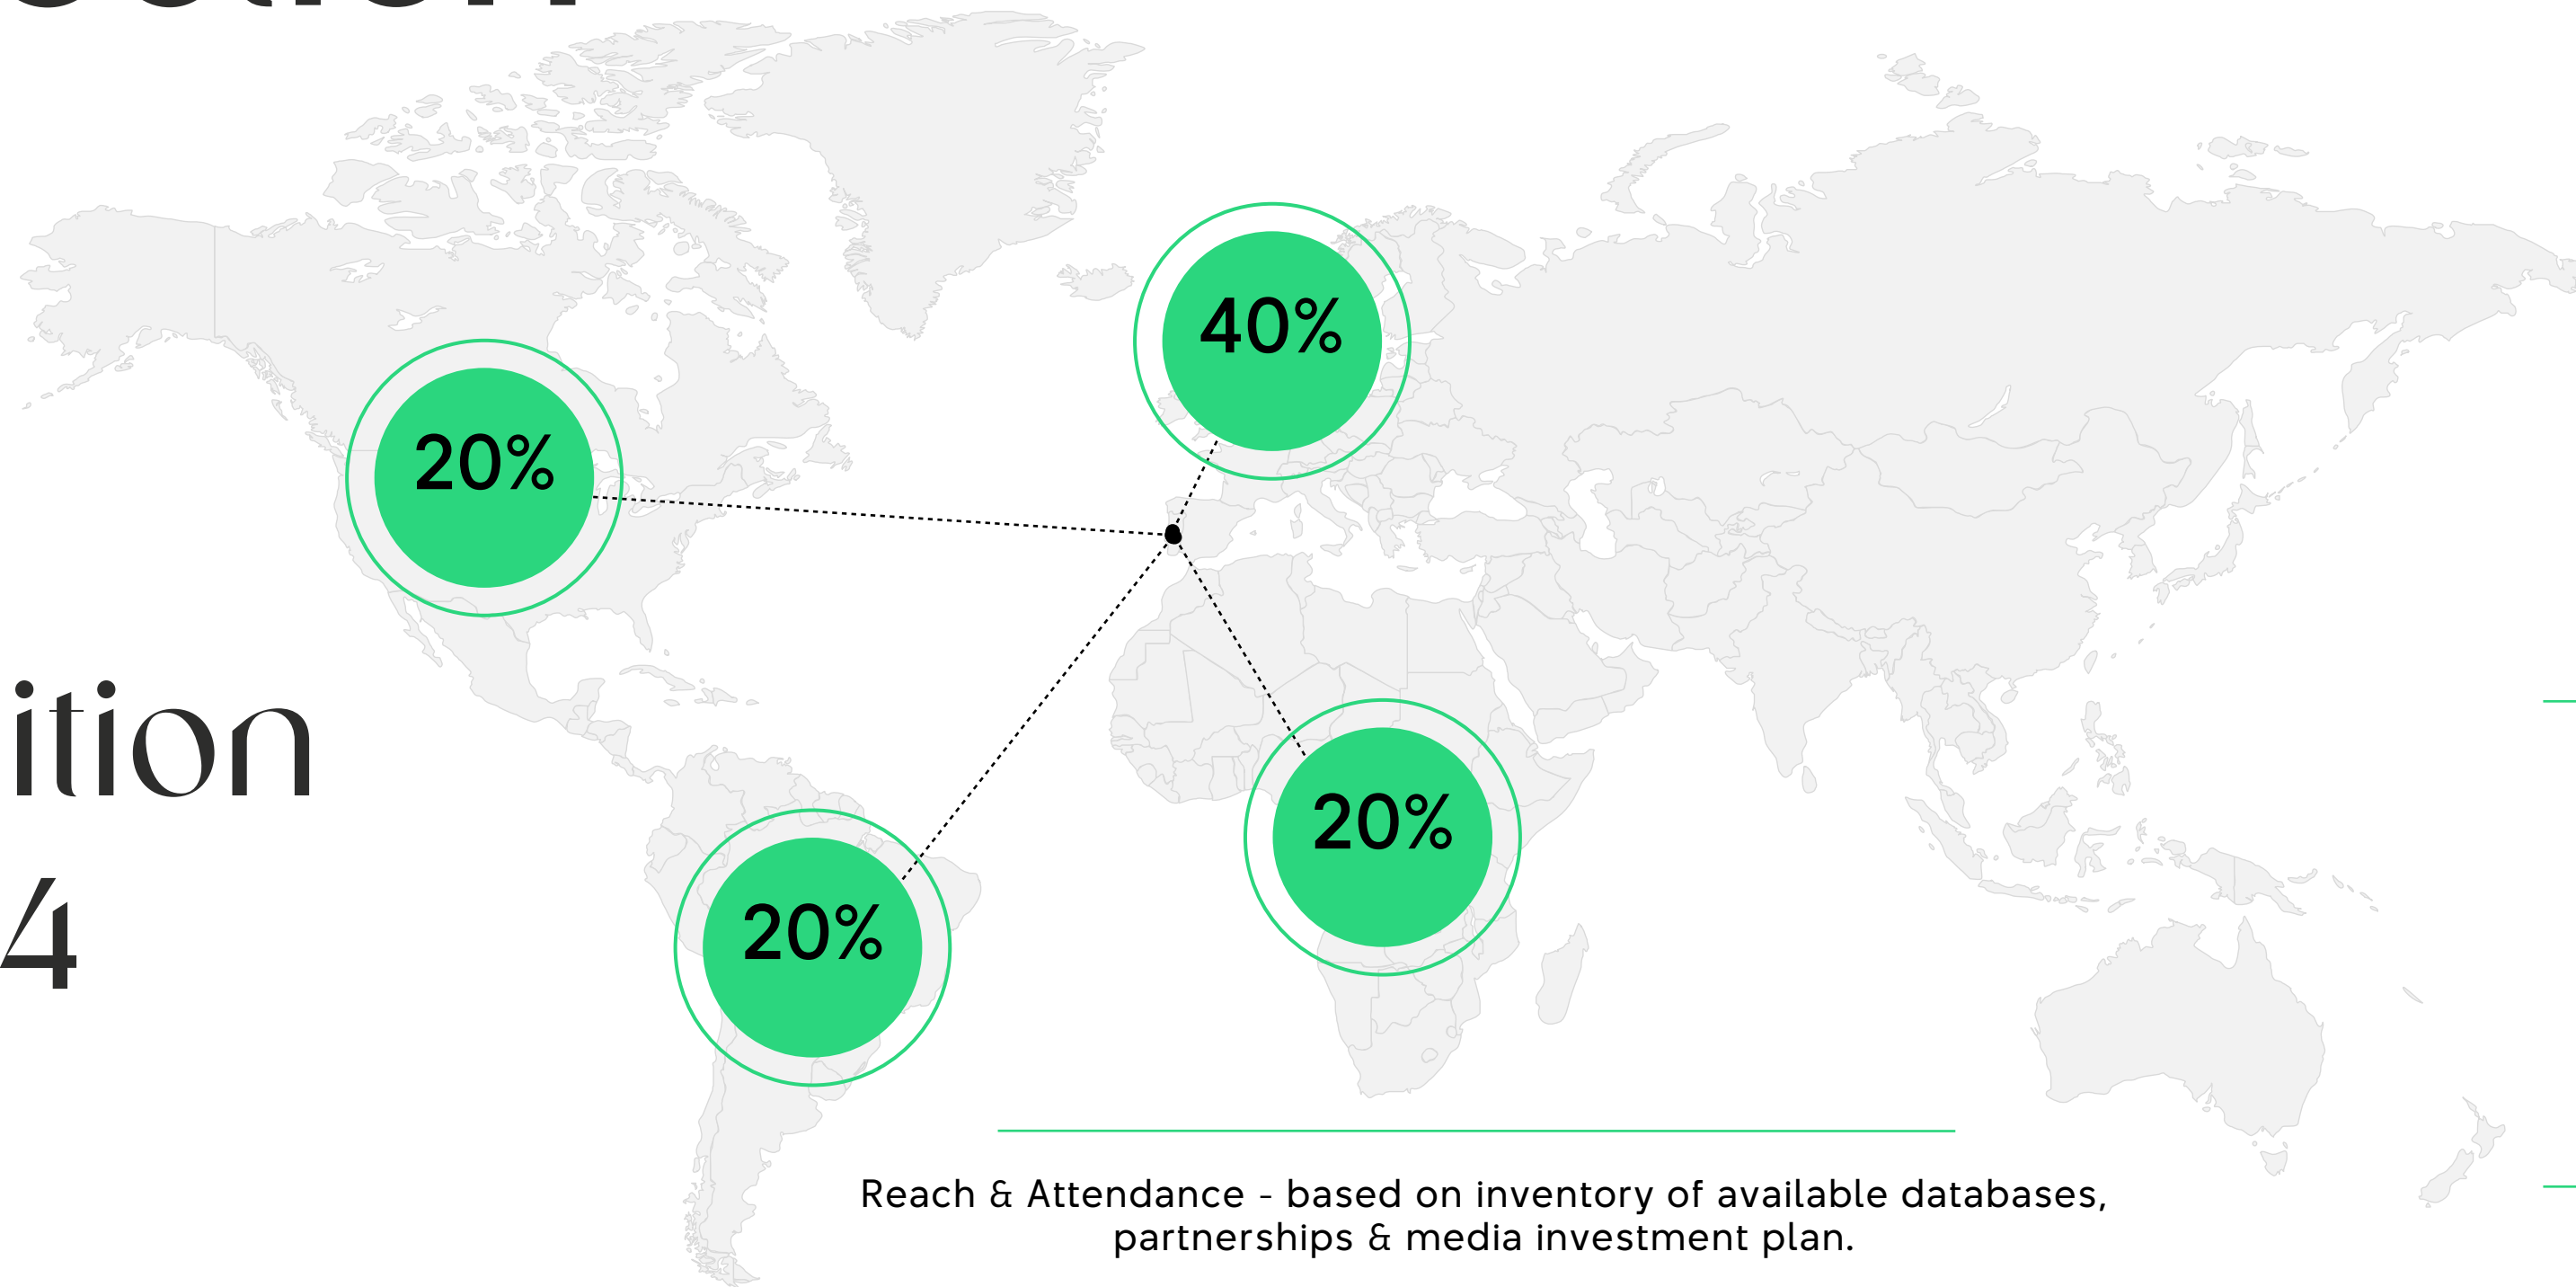 40%
20%
ition
20%
4
20%
Reach & Attendance - based on inventory of available databases,
partnerships & media investment plan.